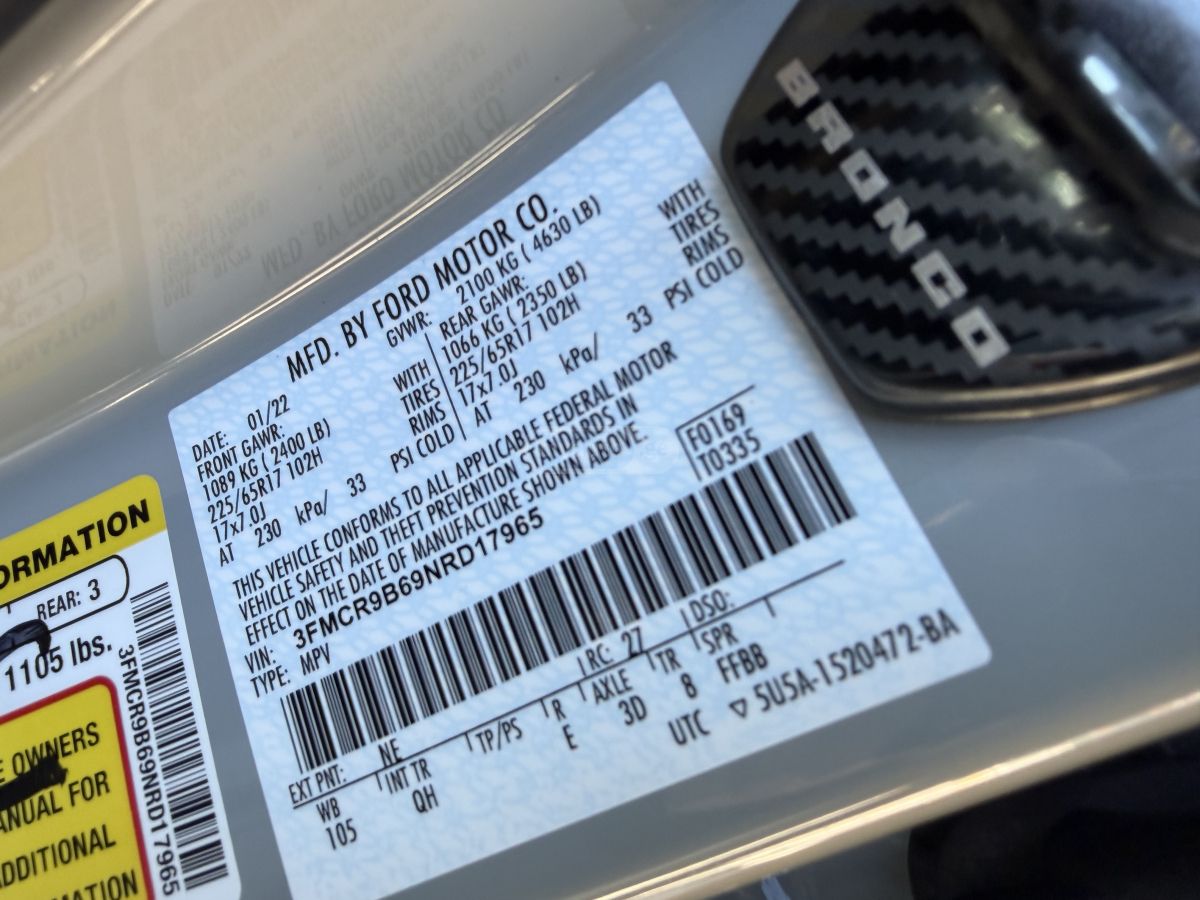 MFD. BY FORD MOTOR CO.
DATE: 01/22 GVWR: 2100 KG ( 4630 LB)
FRONT GAWR: REAR GAWR:
1089 KG ( 2400 LB) WITH 1066 KG ( 2350 LB) WITH
225/65R17 102H TIRES 225/65R17 102H TIRES
17x7.0J RIMS 17x7.0J RIMS
AT 230 kPa/ 33 PSI COLD AT 230 kPa/ 33 PSI COLD
THIS VEHICLE CONFORMS TO ALL APPLICABLE FEDERAL MOTOR
VEHICLE SAFETY AND THEFT PREVENTION STANDARDS IN
EFFECT ON THE DATE OF MANUFACTURE SHOWN ABOVE.
VIN: 3FMCR9B69NRD17965
TYPE: MPV
F0169
T0335
EXT PNT: NE RC: 27 DSO:
WB INT TR TP/PS R AXLE TR SPR
105 QH E 3D 8 FFBB
UTC ▽ 5U5A-1520472-BA
BRONCO
ORMATION
REAR: 3
1105 lbs.
3FMCR9B69NRD17965
OWNERS
ANUAL FOR
ADDITIONAL
MATION